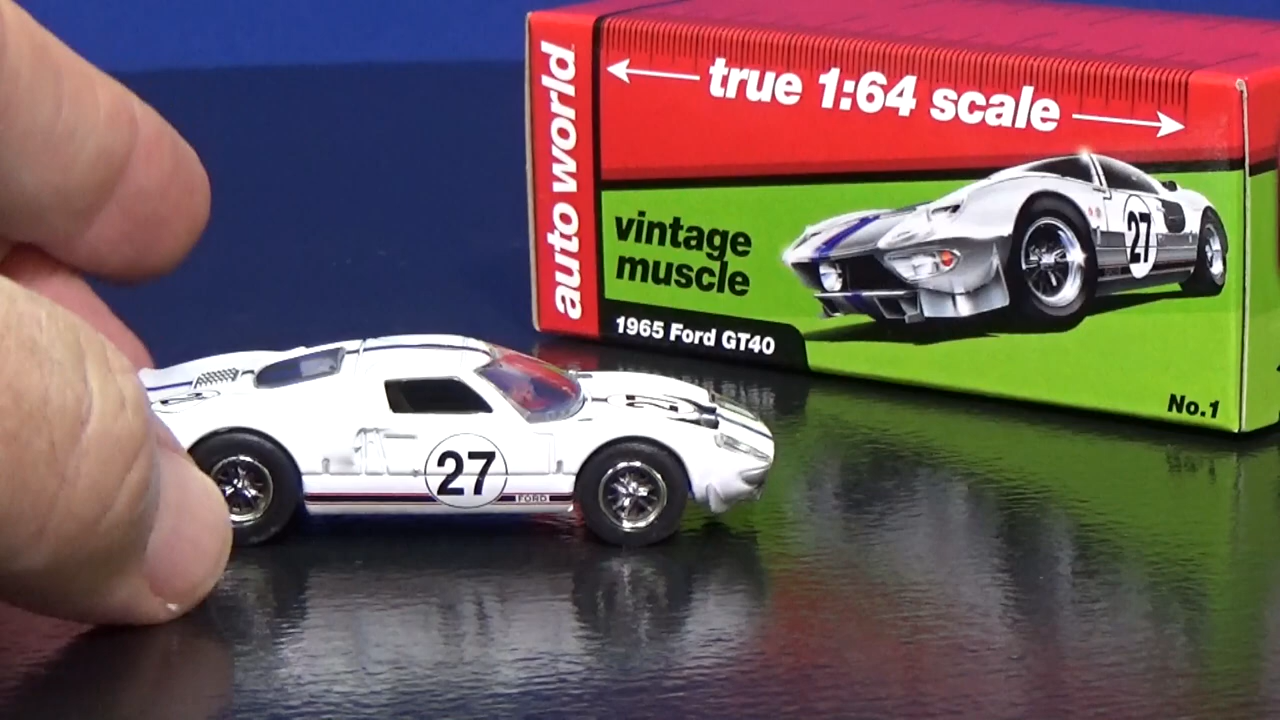 auto world
true 1:64 scale
vintage
muscle
27
1965 Ford GT40
No.1
27
FORD